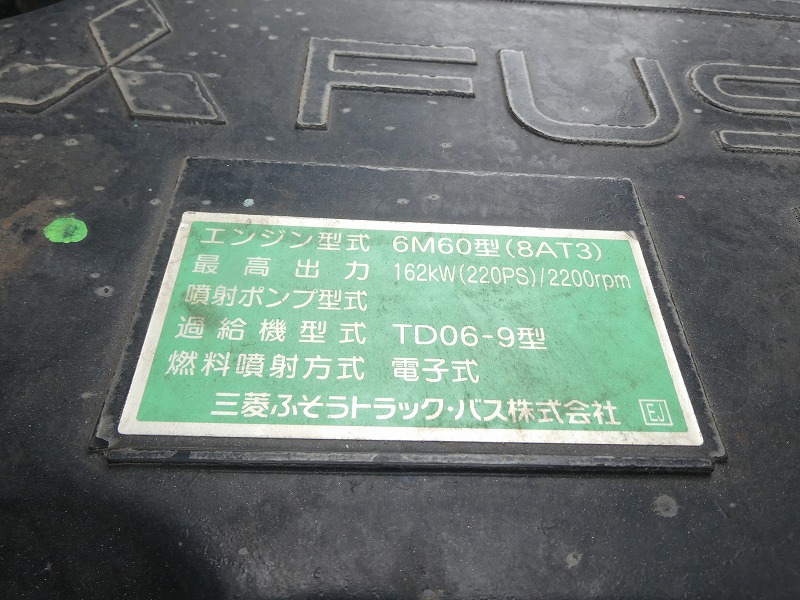 FUS
エンジン型式 6M60型(8AT3)
最高出力 162kW(220PS)/2200rpm
噴射ポンプ型式
過給機型式 TD06-9型
燃料噴射方式 電子式
三菱ふそうトラック・バス株式会社 EJ